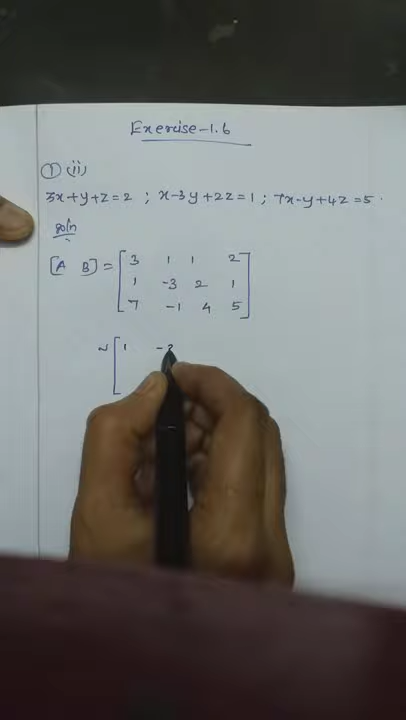 Exercise-1.6
① (ii)
3x+y+z=2 ; x-3y+2z=1 ; 7x-y+4z=5.
Soln
[A B] = [3 1 1 2
1 -3 2 1
7 -1 4 5]
~ [1 -3